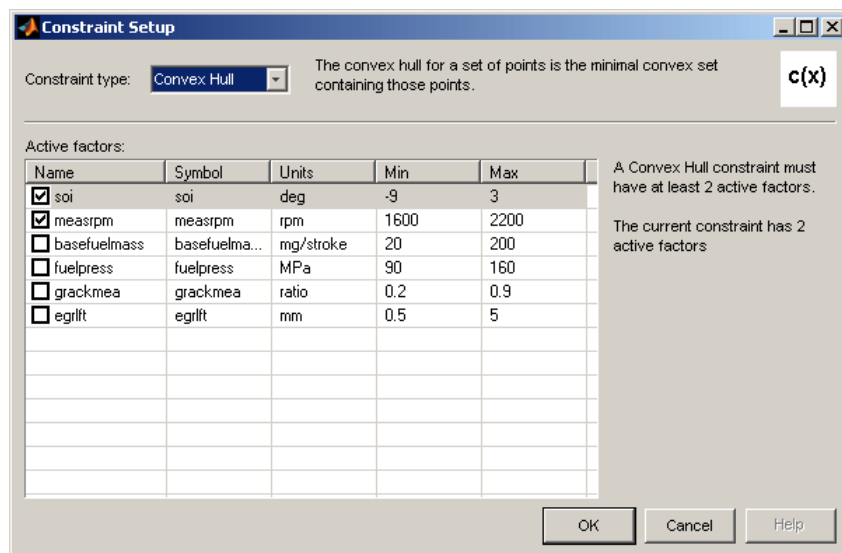 Constraint Setup
Constraint type: Convex Hull
The convex hull for a set of points is the minimal convex set
containing those points.
c(x)
Active factors:
Name Symbol Units Min Max
soi soi deg -9 3
measrpm measrpm rpm 1600 2200
basefuelmass basefuelma... mg/stroke 20 200
fuelpress fuelpress MPa 90 160
grackmea grackmea ratio 0.2 0.9
egrlft egrlft mm 0.5 5
A Convex Hull constraint must
have at least 2 active factors.
The current constraint has 2
active factors
OK Cancel Help